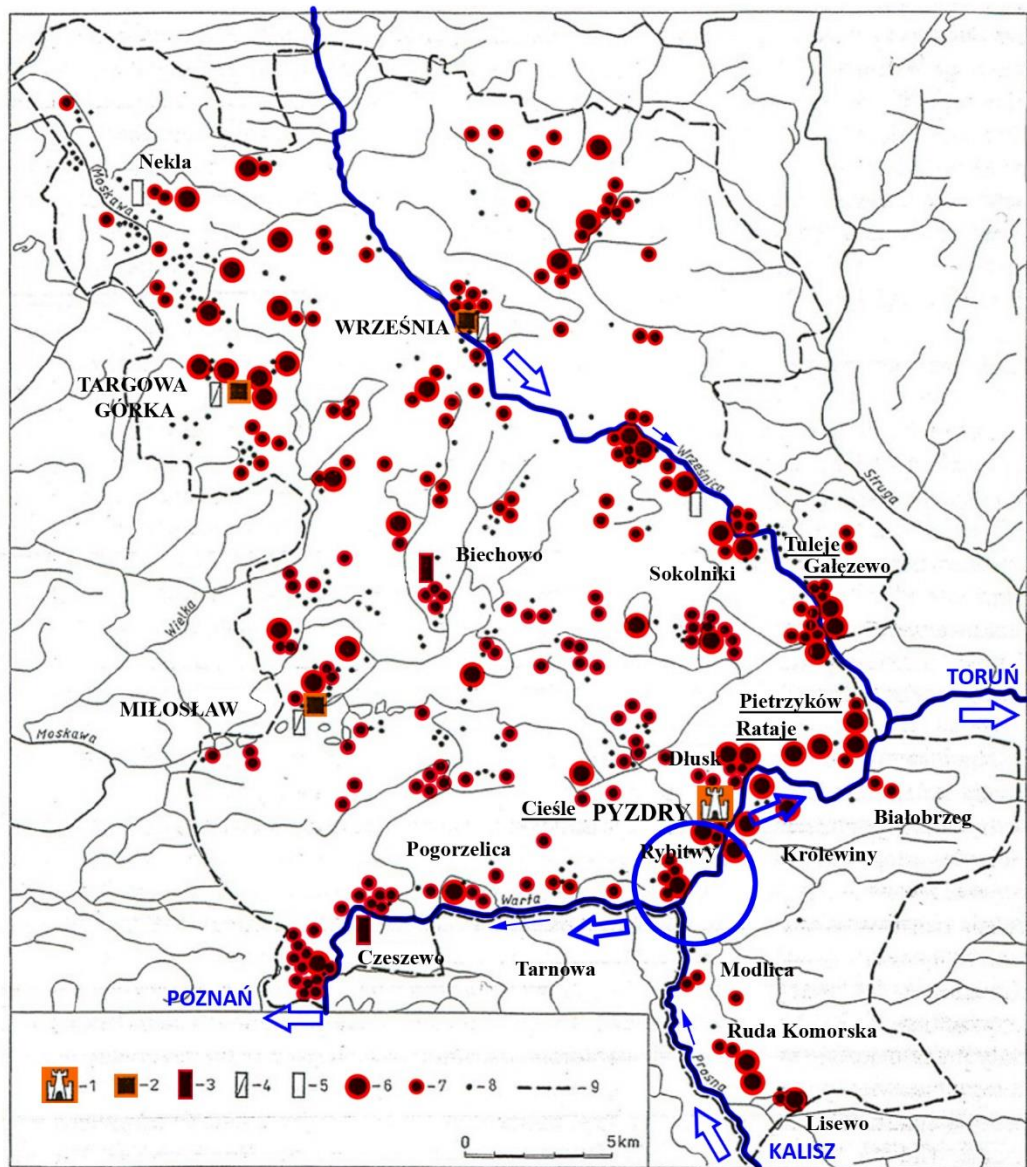 Nekla
Moskawa
WRZEŚNIA
TARGOWA
GÓRKA
Wrześnica
Struga
Biechowo
Tuleje
Gałęzewo
Sokolniki
Wielka
TORUŃ
Pietrzyków
MIŁOSŁAW
Rataje
Moskawa
Dłusk
Cieśle
PYZDRY
Białobrzeg
Pogorzelica
Rybitwy
Królewiny
Warta
Czeszewo
Tarnowa
Modlica
POZNAŃ
Ruda Komorska
Prosna
- 1 - 2 - 3 - 4 - 5 - 6 - 7 - 8 - 9
Lisewo
0 5km
KALISZ